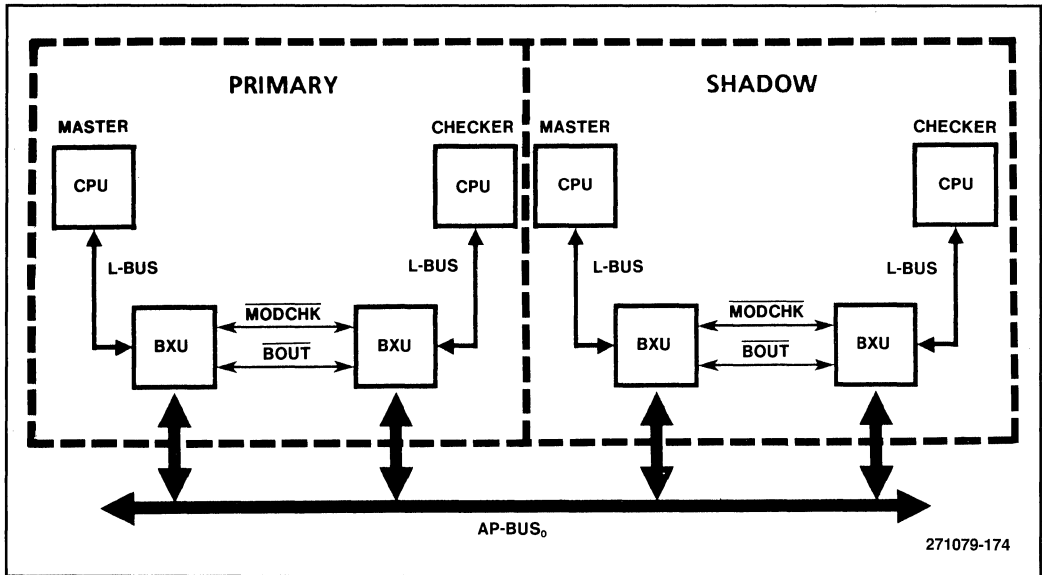 PRIMARY
SHADOW
MASTER
CHECKER
MASTER
CHECKER
CPU
CPU
CPU
CPU
L-BUS
L-BUS
L-BUS
L-BUS
MODCHK
MODCHK
BXU
BXU
BXU
BXU
BOUT
BOUT
AP-BUS₀
271079-174